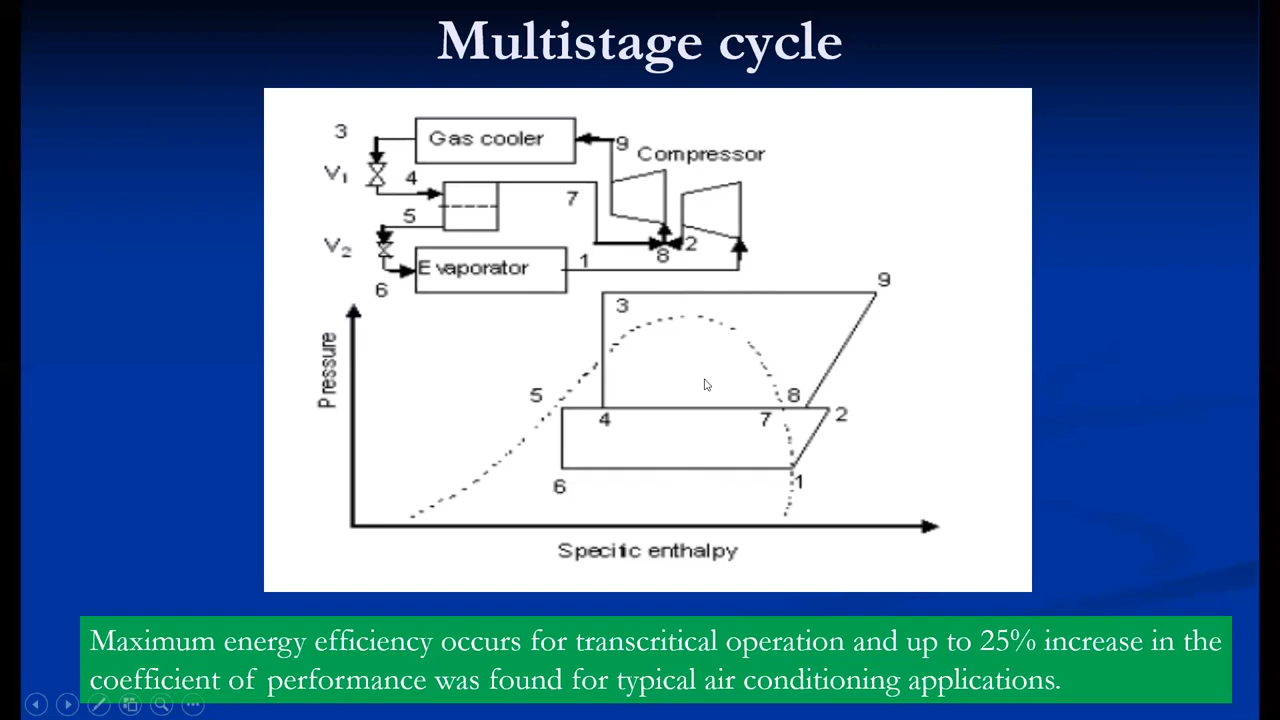 Multistage cycle
3
Gas cooler
9
Compressor
V1
4
7
5
V2
2
8
Evaporator
1
6
9
3
Pressure
5
8
4
7
2
6
1
Specific enthalpy
Maximum energy efficiency occurs for transcritical operation and up to 25% increase in the
coefficient of performance was found for typical air conditioning applications.